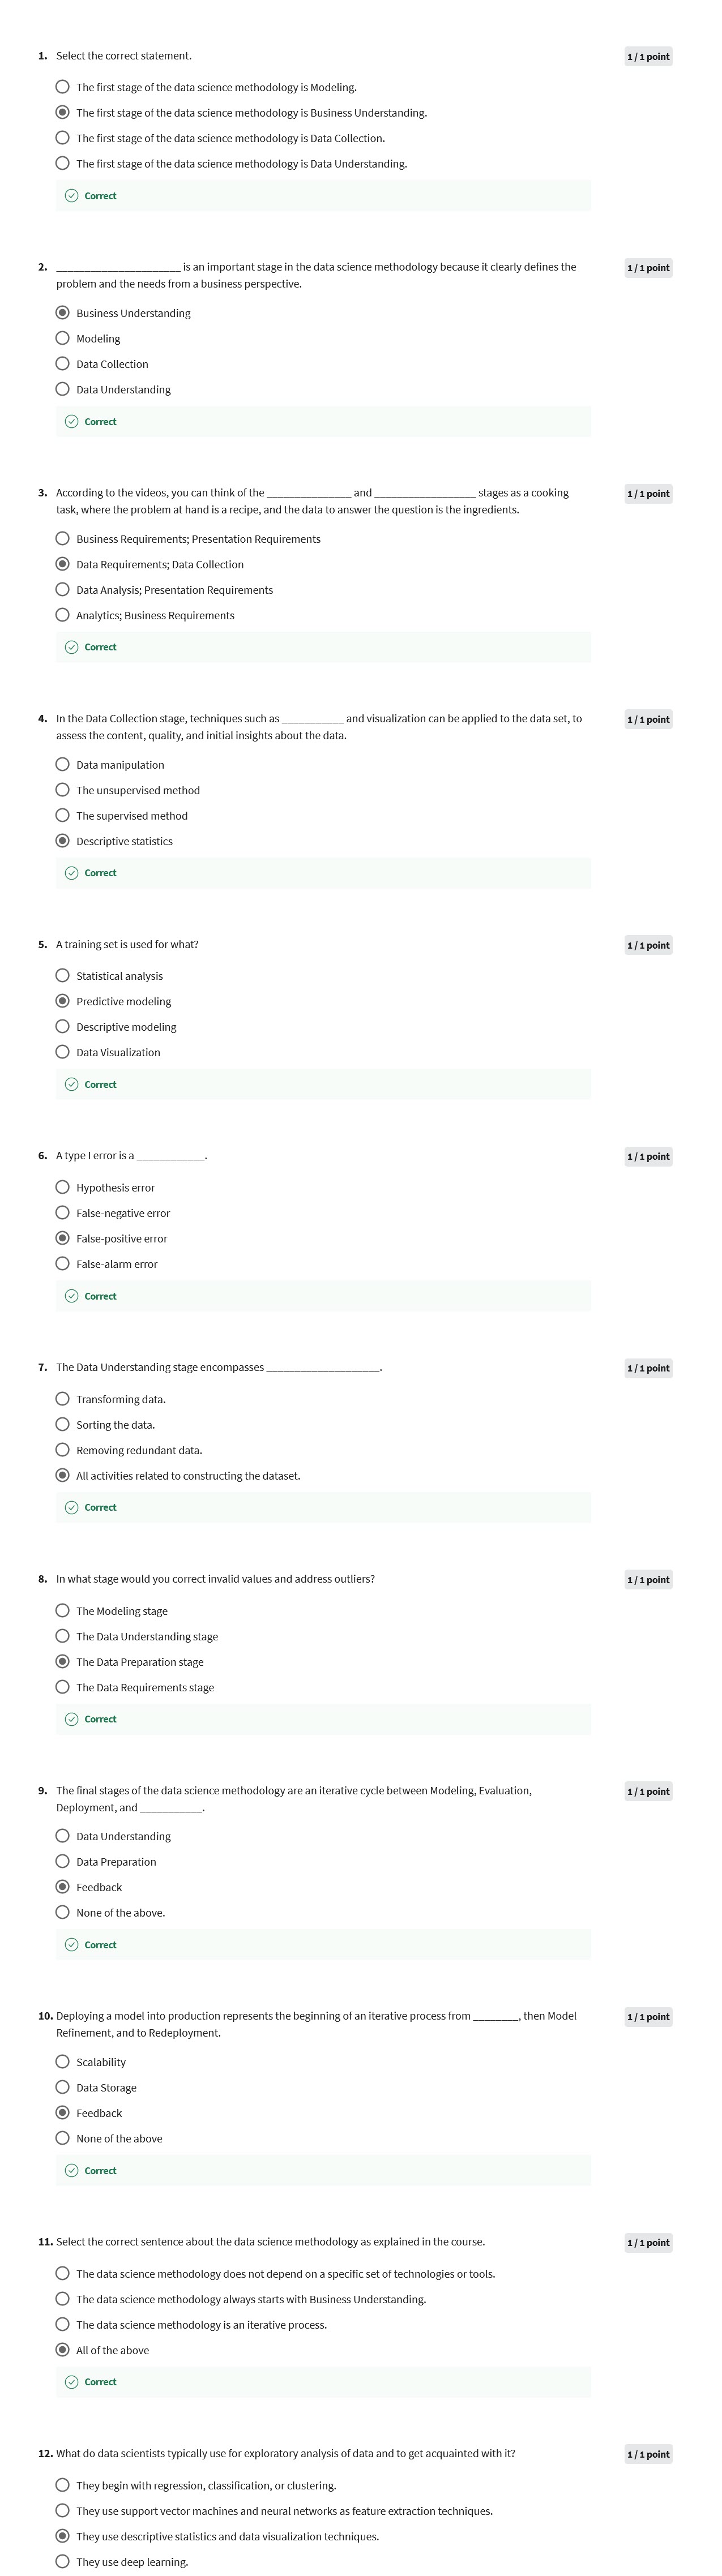 1. Select the correct statement.
1 / 1 point
The first stage of the data science methodology is Modeling.
The first stage of the data science methodology is Business Understanding.
The first stage of the data science methodology is Data Collection.
The first stage of the data science methodology is Data Understanding.
Correct
2. ______________________ is an important stage in the data science methodology because it clearly defines the
1 / 1 point
problem and the needs from a business perspective.
Business Understanding
Modeling
Data Collection
Data Understanding
Correct
3. According to the videos, you can think of the _______________ and __________________ stages as a cooking
1 / 1 point
task, where the problem at hand is a recipe, and the data to answer the question is the ingredients.
Business Requirements; Presentation Requirements
Data Requirements; Data Collection
Data Analysis; Presentation Requirements
Analytics; Business Requirements
Correct
4. In the Data Collection stage, techniques such as ___________ and visualization can be applied to the data set, to
1 / 1 point
assess the content, quality, and initial insights about the data.
Data manipulation
The unsupervised method
The supervised method
Descriptive statistics
Correct
5. A training set is used for what?
1 / 1 point
Statistical analysis
Predictive modeling
Descriptive modeling
Data Visualization
Correct
6. A type I error is a ____________.
1 / 1 point
Hypothesis error
False-negative error
False-positive error
False-alarm error
Correct
7. The Data Understanding stage encompasses ____________________.
1 / 1 point
Transforming data.
Sorting the data.
Removing redundant data.
All activities related to constructing the dataset.
Correct
8. In what stage would you correct invalid values and address outliers?
1 / 1 point
The Modeling stage
The Data Understanding stage
The Data Preparation stage
The Data Requirements stage
Correct
9. The final stages of the data science methodology are an iterative cycle between Modeling, Evaluation,
1 / 1 point
Deployment, and ___________.
Data Understanding
Data Preparation
Feedback
None of the above.
Correct
10. Deploying a model into production represents the beginning of an iterative process from ________, then Model
1 / 1 point
Refinement, and to Redeployment.
Scalability
Data Storage
Feedback
None of the above
Correct
11. Select the correct sentence about the data science methodology as explained in the course.
1 / 1 point
The data science methodology does not depend on a specific set of technologies or tools.
The data science methodology always starts with Business Understanding.
The data science methodology is an iterative process.
All of the above
Correct
12. What do data scientists typically use for exploratory analysis of data and to get acquainted with it?
1 / 1 point
They begin with regression, classification, or clustering.
They use support vector machines and neural networks as feature extraction techniques.
They use descriptive statistics and data visualization techniques.
They use deep learning.